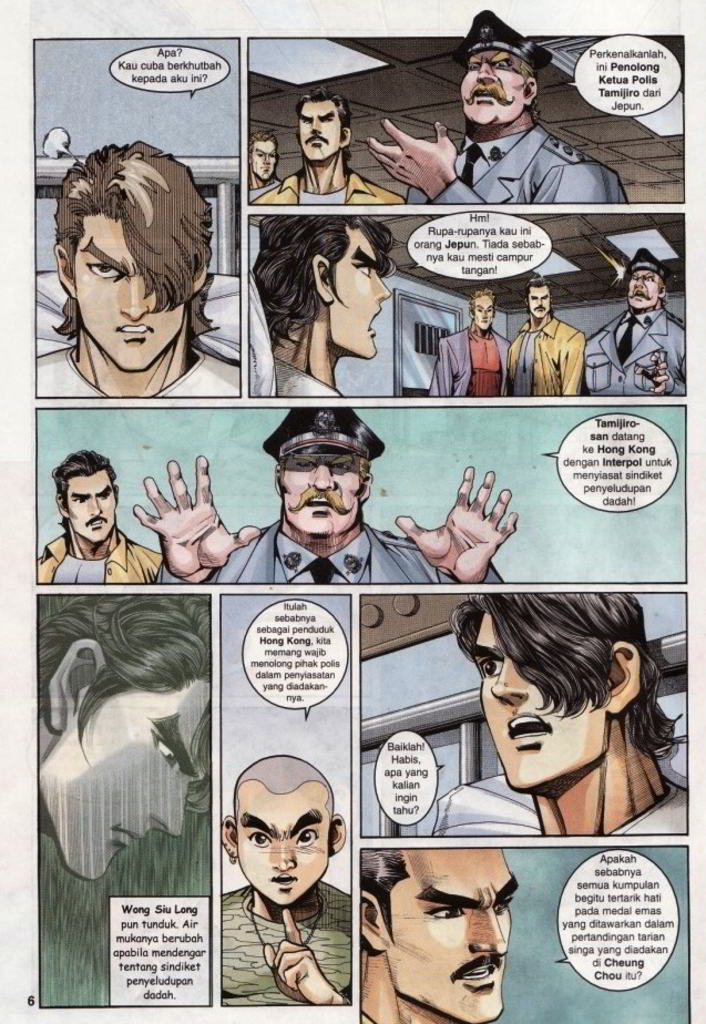 Apa?
Kau cuba berkhutbah
kepada aku ini?
Perkenalkanlah,
ini Penolong
Ketua Polis
Tamijiro dari
Jepun.
Hm!
Rupa-rupanya kau ini
orang Jepun. Tiada sebab-
nya kau mesti campur
tangan!
Tamijiro-
san datang
ke Hong Kong
dengan Interpol untuk
menyiasat sindiket
penyeludupan
dadah!
Wong Siu Long
pun tunduk. Air
mukanya berubah
apabila mendengar
tentang sindiket
penyeludupan
dadah.
Itulah
sebabnya
sebagai penduduk
Hong Kong, kita
memang wajib
menolong pihak polis
dalam penyiasatan
yang diadakan-
nya.
Baiklah!
Habis,
apa yang
kalian
ingin
tahu?
Apakah
sebabnya
semua kumpulan
begitu tertarik hati
pada medal emas
yang ditawarkan dalam
pertandingan tarian
singa yang diadakan
di Cheung
Chou itu?
6